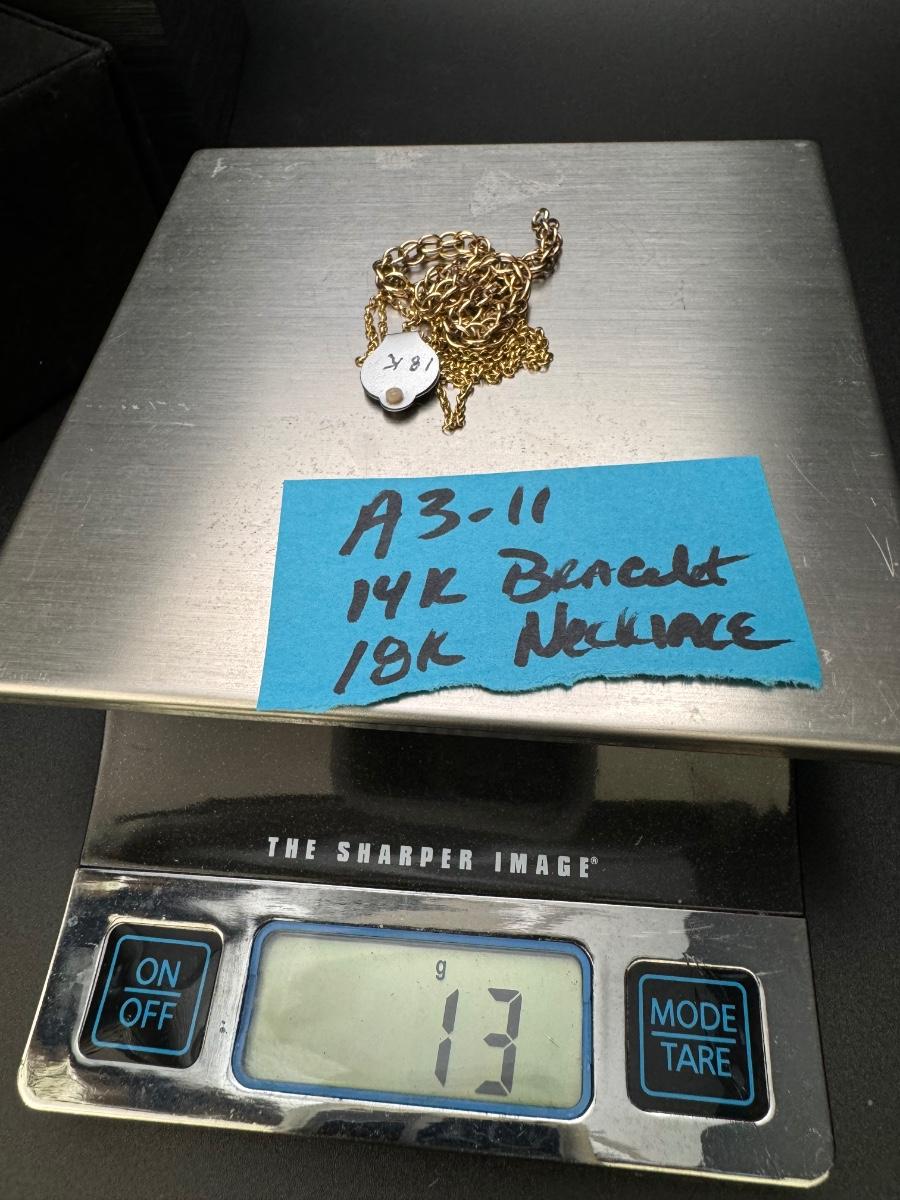 18K
A3-11
14K Bracelet
18K Necklace
THE SHARPER IMAGE®
ON
OFF
g
13
MODE
TARE